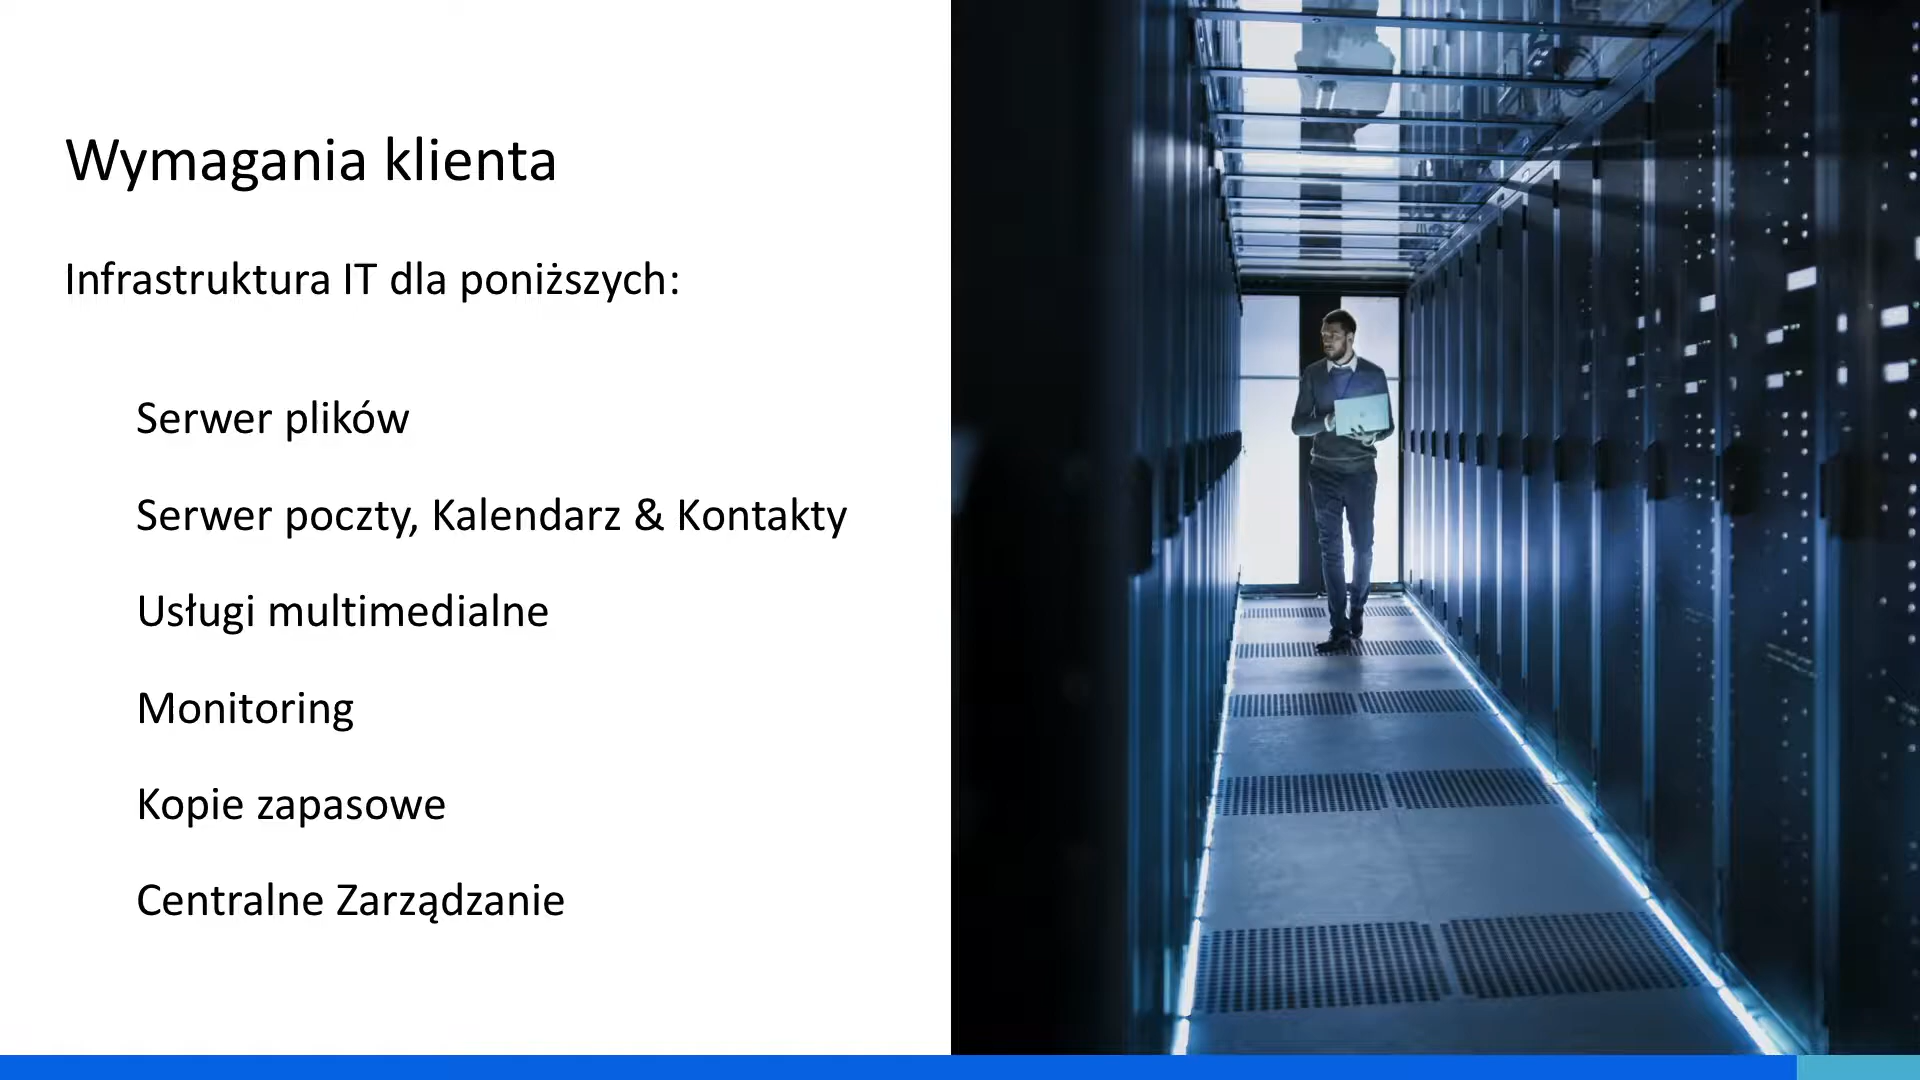 Wymagania klienta
Infrastruktura IT dla poniższych:
Serwer plików
Serwer poczty, Kalendarz & Kontakty
Usługi multimedialne
Monitoring
Kopie zapasowe
Centralne Zarządzanie